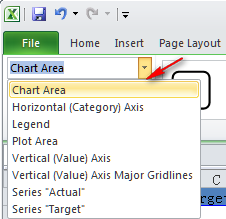 File Home Insert Page Layout
Chart Area
Chart Area
Horizontal (Category) Axis
Legend
Plot Area
Vertical (Value) Axis
Vertical (Value) Axis Major Gridlines
Series "Actual"
Series "Target"
C